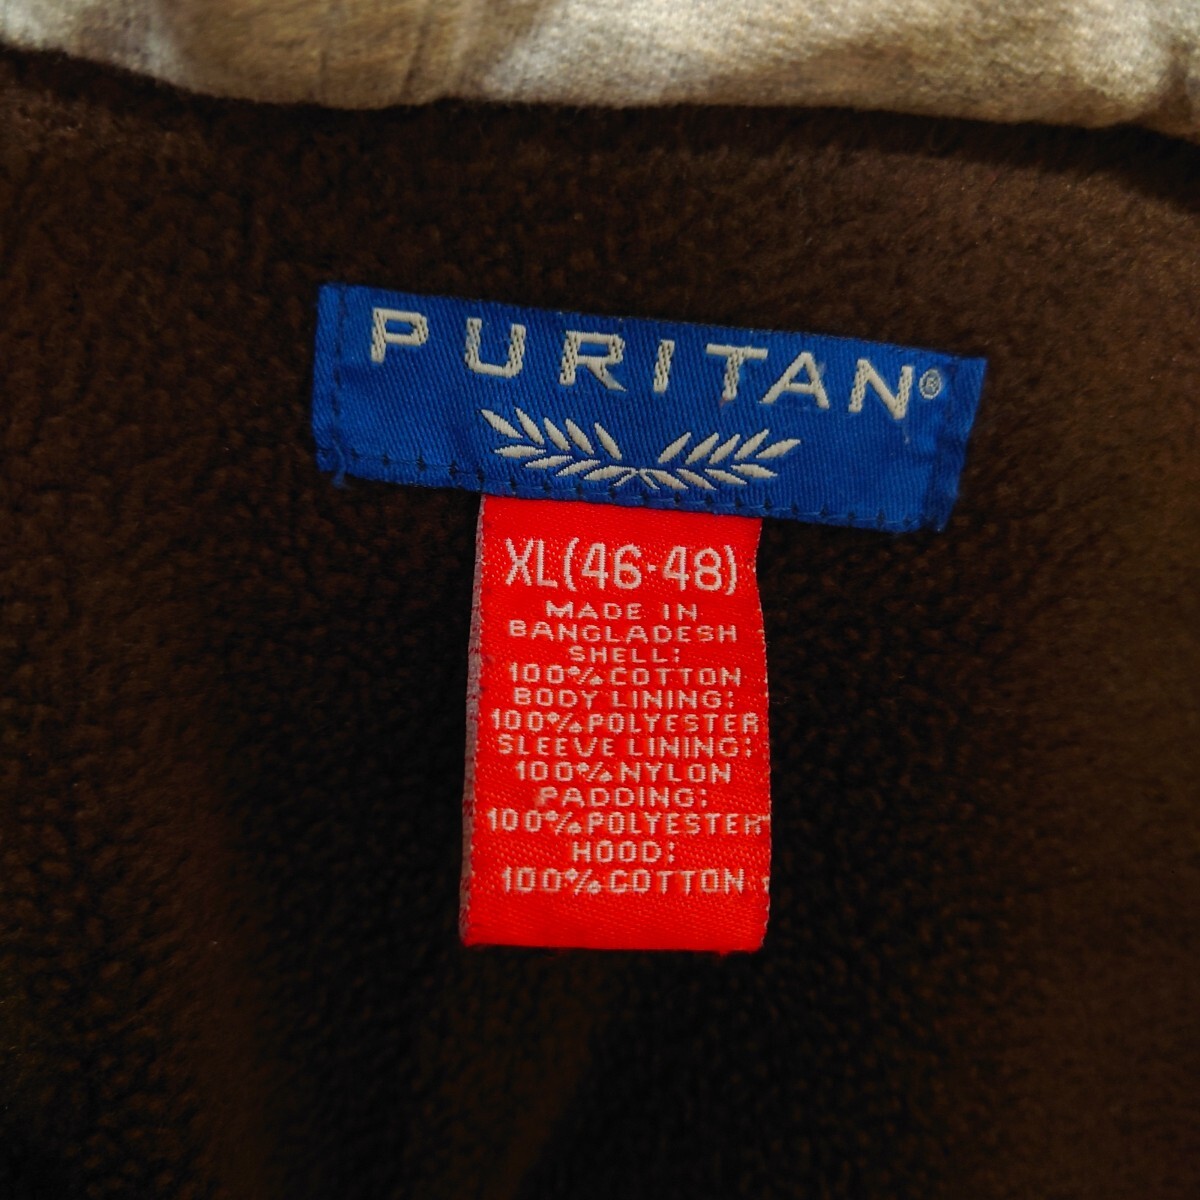 PURITAN®
XL(46-48)
MADE IN
BANGLADESH
SHELL:
100% COTTON
BODY LINING:
100% POLYESTER
SLEEVE LINING:
100% NYLON
PADDING:
100% POLYESTER
HOOD:
100% COTTON